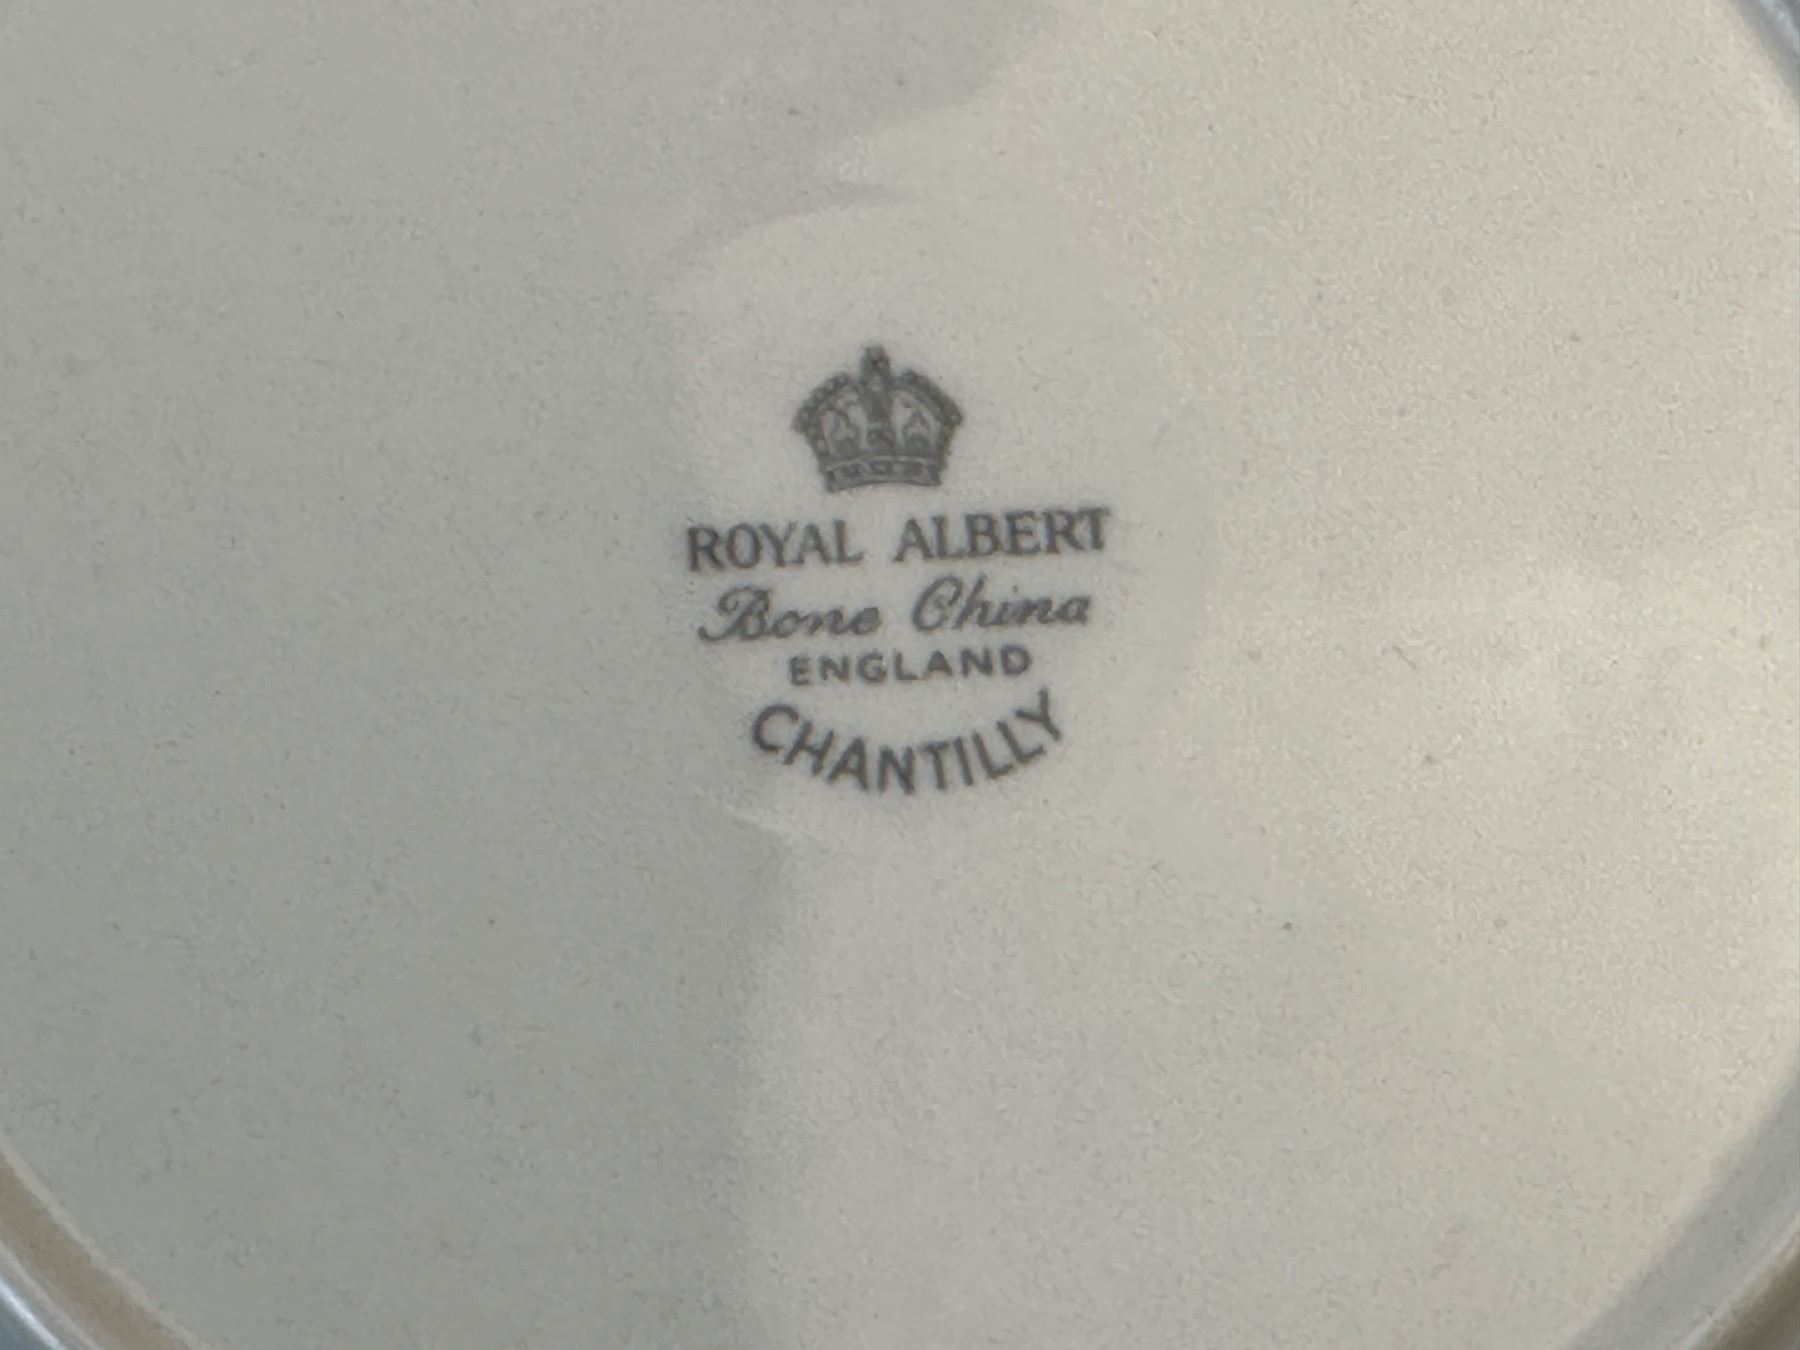 ROYAL ALBERT
Bone China
ENGLAND
CHANTILLY